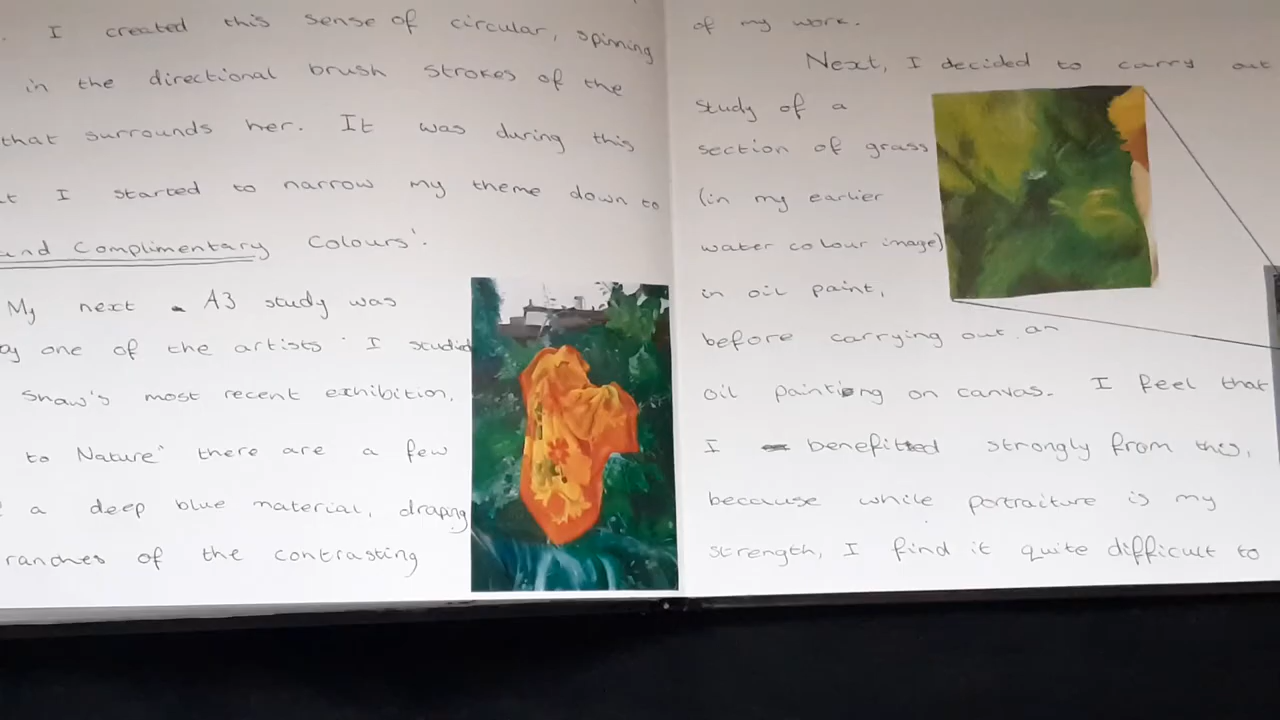 . I created this sense of circular, spinning
in the directional brush strokes of the
that surrounds her. It was during this
t I started to narrow my theme down to
and Complimentary Colours'.
My next A3 study was
by one of the artists I studied
Shaw's most recent exhibition,
to Nature' there are a few
a deep blue material, draping
ranches of the contrasting
of my work.
Next, I decided to carry out
study of a
section of grass
(in my earlier
water colour image)
in oil paint,
before carrying out an
oil painting on canvas. I feel that
I benefitted strongly from this,
because while portraiture is my
strength, I find it quite difficult to